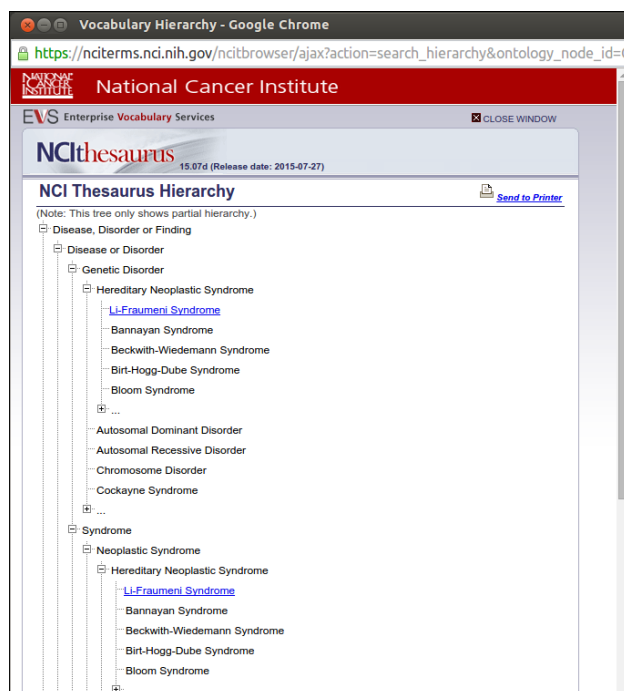 Vocabulary Hierarchy - Google Chrome
https://nciterms.nci.nih.gov/ncitbrowser/ajax?action=search_hierarchy&ontology_node_id=
NATIONAL CANCER INSTITUTE National Cancer Institute
EVS Enterprise Vocabulary Services CLOSE WINDOW
NCIthesaurus 15.07d (Release date: 2015-07-27)
NCI Thesaurus Hierarchy Send to Printer
(Note: This tree only shows partial hierarchy.)
Disease, Disorder or Finding
Disease or Disorder
Genetic Disorder
Hereditary Neoplastic Syndrome
Li-Fraumeni Syndrome
Bannayan Syndrome
Beckwith-Wiedemann Syndrome
Birt-Hogg-Dube Syndrome
Bloom Syndrome
...
Autosomal Dominant Disorder
Autosomal Recessive Disorder
Chromosome Disorder
Cockayne Syndrome
...
Syndrome
Neoplastic Syndrome
Hereditary Neoplastic Syndrome
Li-Fraumeni Syndrome
Bannayan Syndrome
Beckwith-Wiedemann Syndrome
Birt-Hogg-Dube Syndrome
Bloom Syndrome